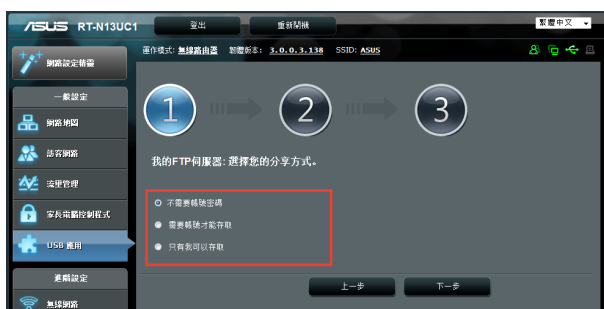 ASUS RT-N13UC1 登出 重新開機 繁體中文
運作模式: 無線路由器 韌體版本: 3.0.0.3.138 SSID: ASUS
網路設定精靈
一般設定
網路地圖
訪客網路
流量管理
家長電腦控制程式
USB 應用
進階設定
無線網路
1 2 3
我的FTP伺服器: 選擇您的分享方式。
不需要帳號密碼
需要帳號才能存取
只有我可以存取
上一步 下一步